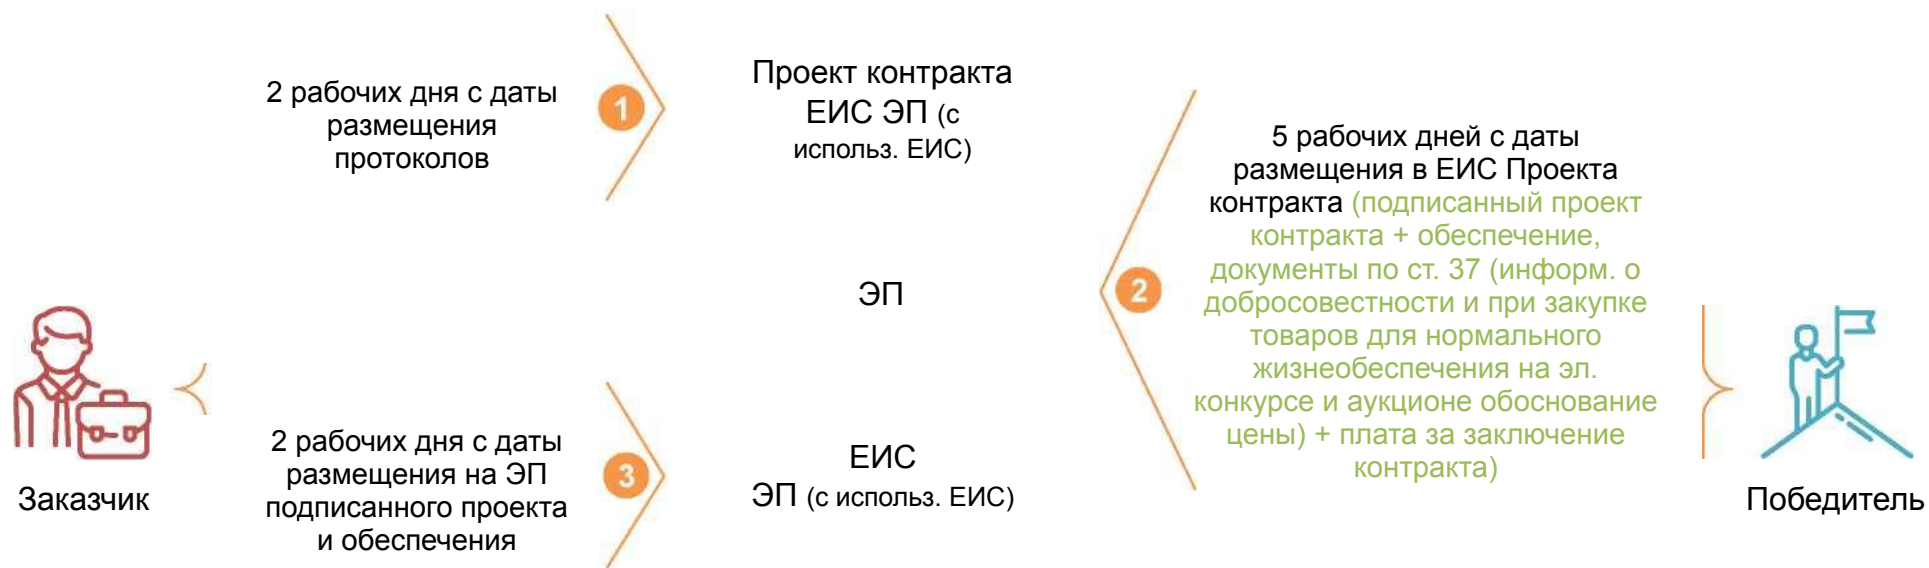 2 рабочих дня с даты
размещения
протоколов
1
Проект контракта
ЕИС ЭП (с
использ. ЕИС)
5 рабочих дней с даты
размещения в ЕИС Проекта
контракта (подписанный проект
контракта + обеспечение,
документы по ст. 37 (информ. о
добросовестности и при закупке
товаров для нормального
жизнеобеспечения на эл.
конкурсе и аукционе обоснование
цены) + плата за заключение
контракта)
2
ЭП
Заказчик
2 рабочих дня с даты
размещения на ЭП
подписанного проекта
и обеспечения
3
ЕИС
ЭП (с использ. ЕИС)
Победитель